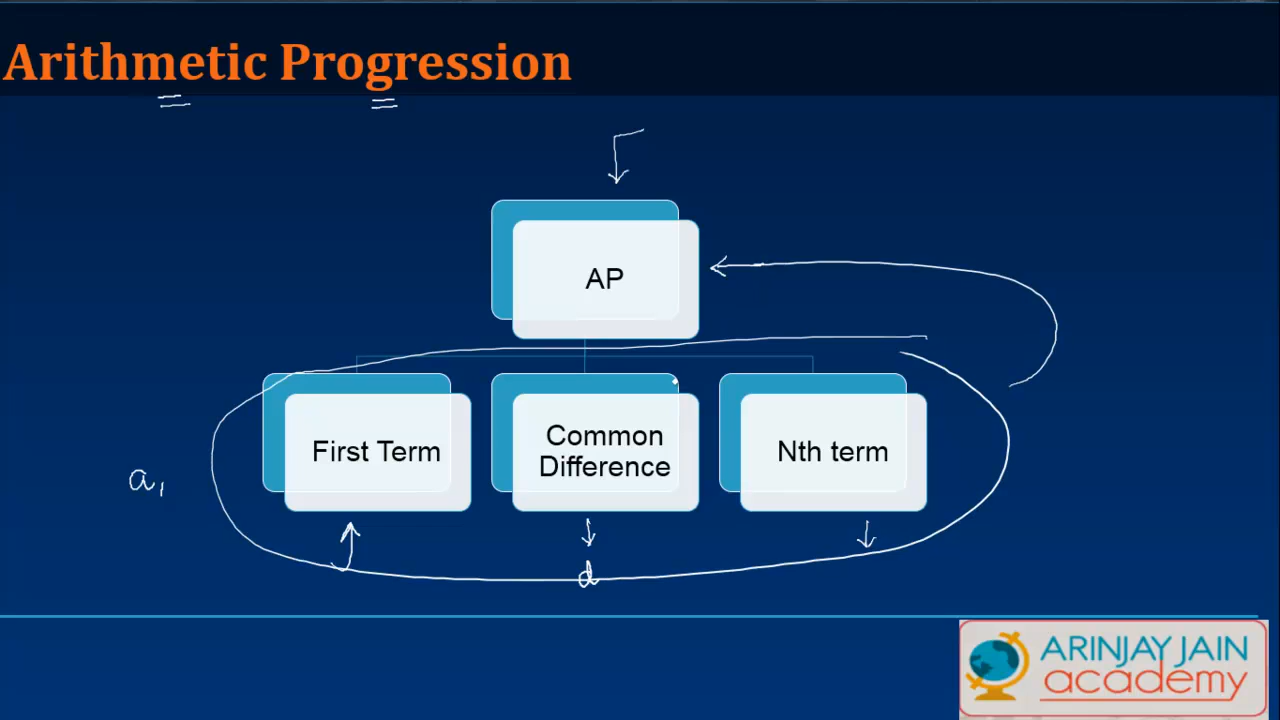 Arithmetic Progression
AP
First Term
Common
Difference
Nth term
a₁
d
ARINJAY JAIN
academy